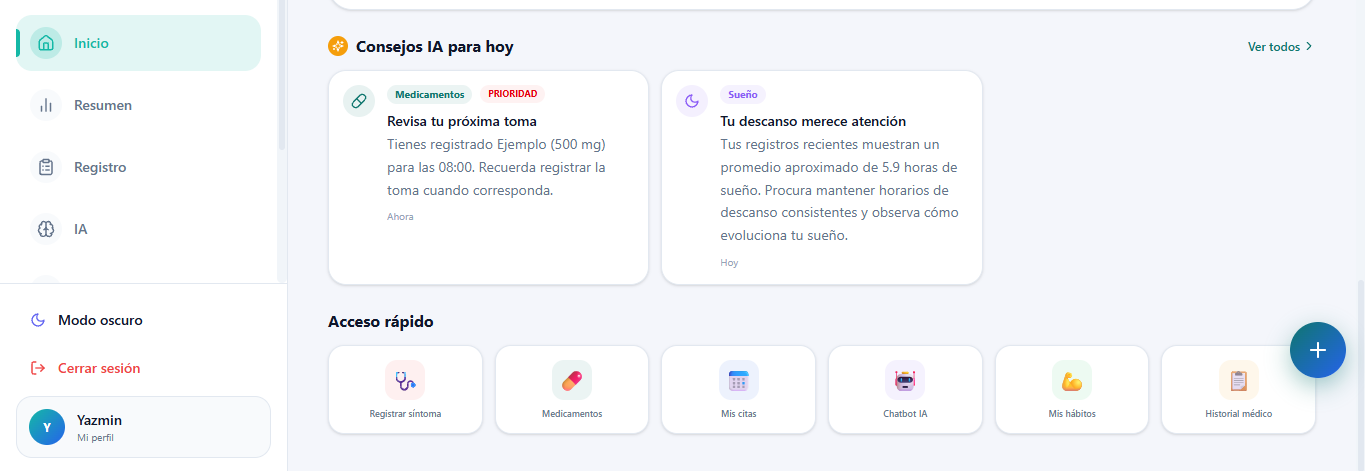 Inicio
Resumen
Registro
IA
Modo oscuro
Cerrar sesión
Y
Yazmin
Mi perfil
Consejos IA para hoy
Ver todos
Medicamentos
PRIORIDAD
Revisa tu próxima toma
Tienes registrado Ejemplo (500 mg)
para las 08:00. Recuerda registrar la
toma cuando corresponda.
Ahora
Sueño
Tu descanso merece atención
Tus registros recientes muestran un
promedio aproximado de 5.9 horas de
sueño. Procura mantener horarios de
descanso consistentes y observa cómo
evoluciona tu sueño.
Hoy
Acceso rápido
Registrar síntoma
Medicamentos
Mis citas
Chatbot IA
Mis hábitos
Historial médico